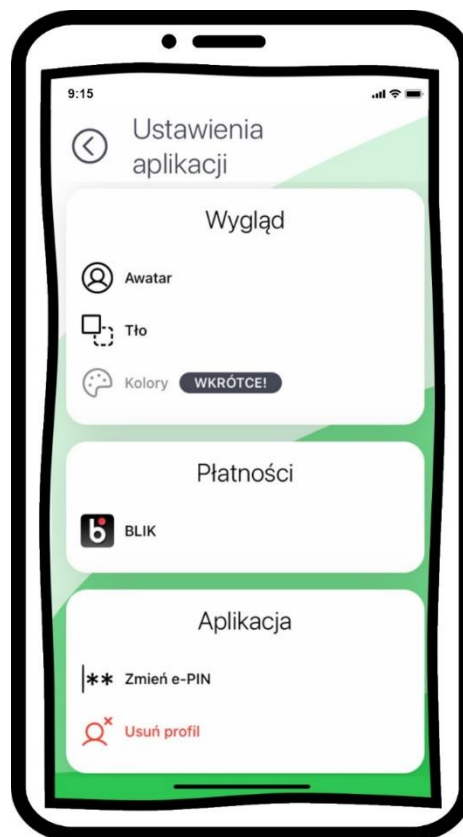 9:15
Ustawienia
aplikacji
Wygląd
Awatar
Tło
Kolory WKRÓTCE!
Płatności
BLIK
Aplikacja
|** Zmień e-PIN
Usuń profil